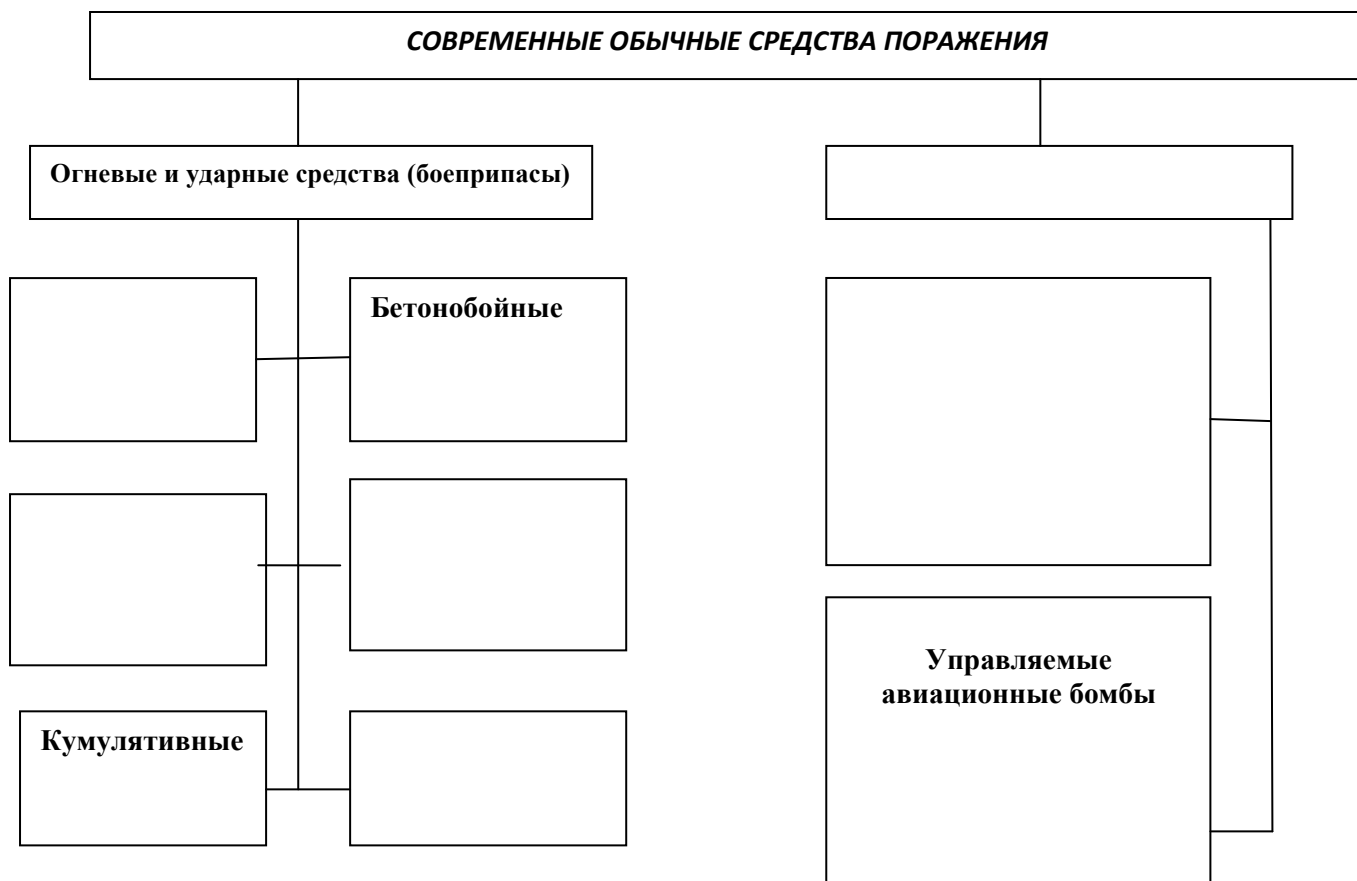 СОВРЕМЕННЫЕ ОБЫЧНЫЕ СРЕДСТВА ПОРАЖЕНИЯ
Огневые и ударные средства (боеприпасы)
Бетонобойные
Кумулятивные
Управляемые
авиационные бомбы